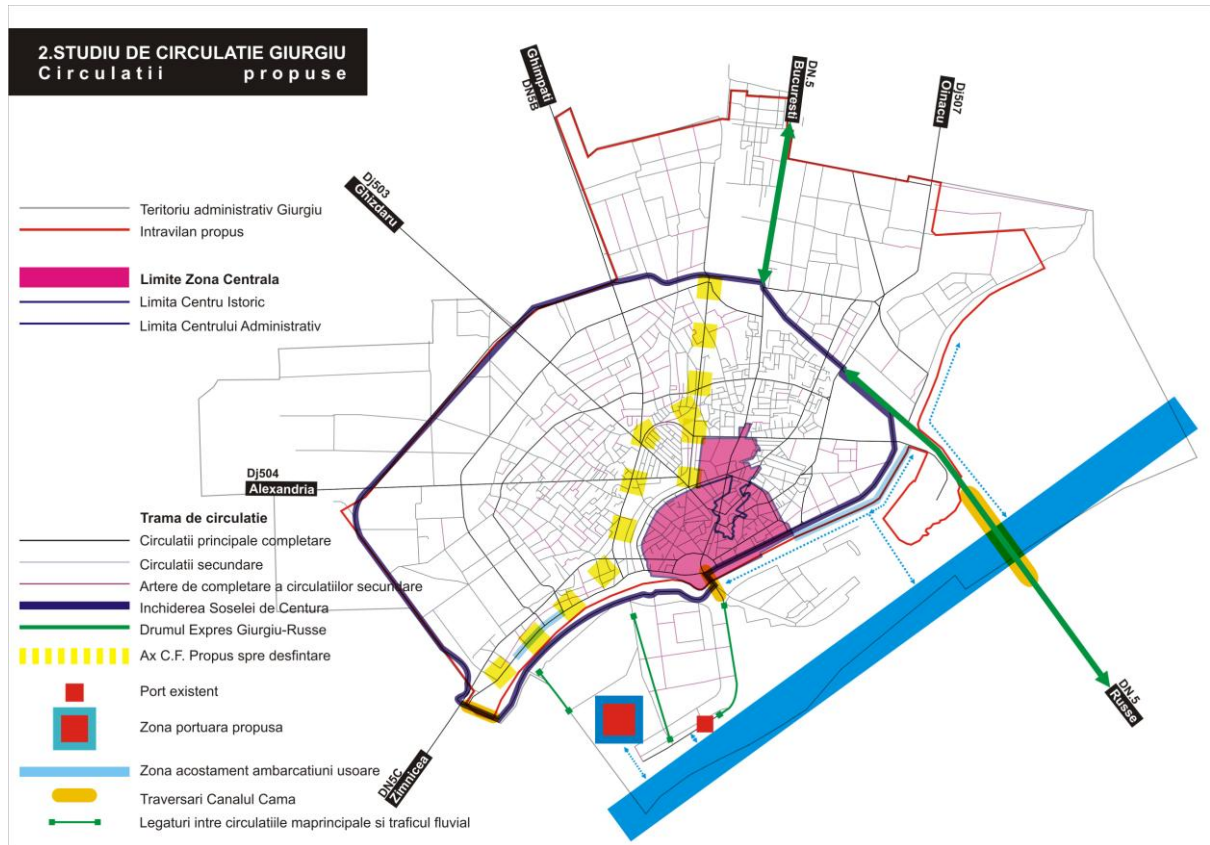 2.STUDIU DE CIRCULATIE GIURGIU
Circulatii propuse
Ghimpati
DN5B
DN.5
Bucuresti
Dj507
Oinacu
Dj503
Ghizdaru
Teritoriu administrativ Giurgiu
Intravilan propus
Limite Zona Centrala
Limita Centru Istoric
Limita Centrului Administrativ
Dj504
Alexandria
Trama de circulatie
Circulatii principale completare
Circulatii secundare
Artere de completare a circulatiilor secundare
Inchiderea Soselei de Centura
Drumul Expres Giurgiu-Russe
Ax C.F. Propus spre desfintare
Port existent
Zona portuara propusa
Zona acostament ambarcatiuni usoare
Traversari Canalul Cama
Legaturi intre circulatiile maprincipale si traficul fluvial
DN5C
Zimnicea
DN.5
Russe